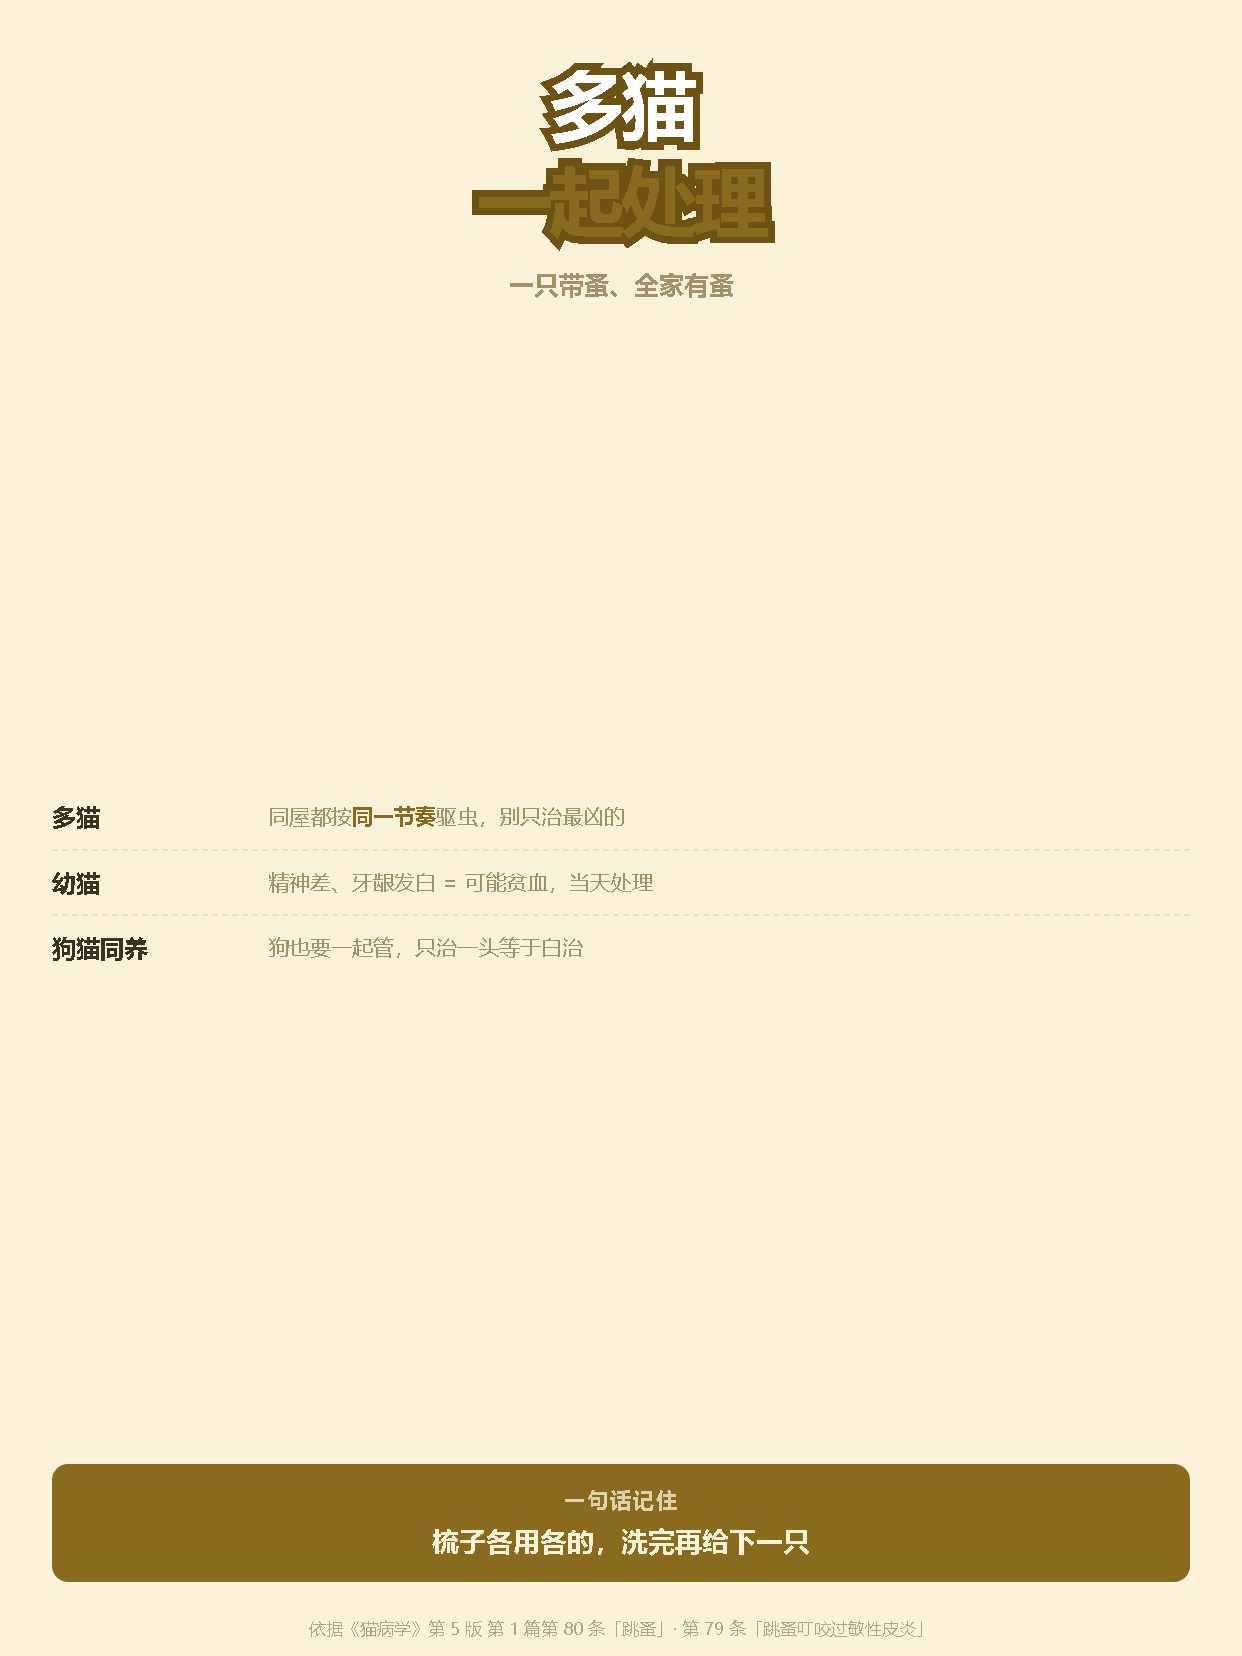 多猫
一起处理
一只带蚤、全家有蚤
多猫 同屋都按同一节奏驱虫，别只治最凶的
幼猫 精神差、牙龈发白 = 可能贫血，当天处理
狗猫同养 狗也要一起管，只治一头等于白治
一句话记住
梳子各用各的，洗完再给下一只
依据《猫病学》第 5 版 第 1 篇第 80 条「跳蚤」· 第 79 条「跳蚤叮咬过敏性皮炎」